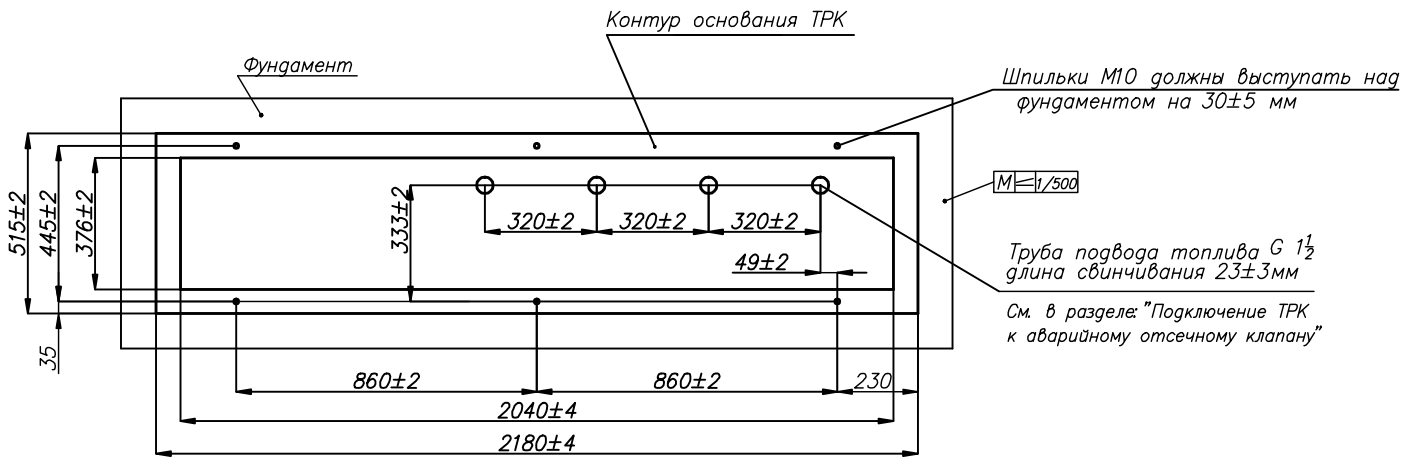 Контур основания ТРК
Фундамент
Шпильки М10 должны выступать над
фундаментом на 30±5 мм
515±2
445±2
376±2
333±2
320±2
320±2
320±2
М 1/500
49±2
Труба подвода топлива G 1 1/2
длина свинчивания 23±3мм
См. в разделе: "Подключение ТРК
к аварийному отсечному клапану"
35
860±2
860±2
230
2040±4
2180±4